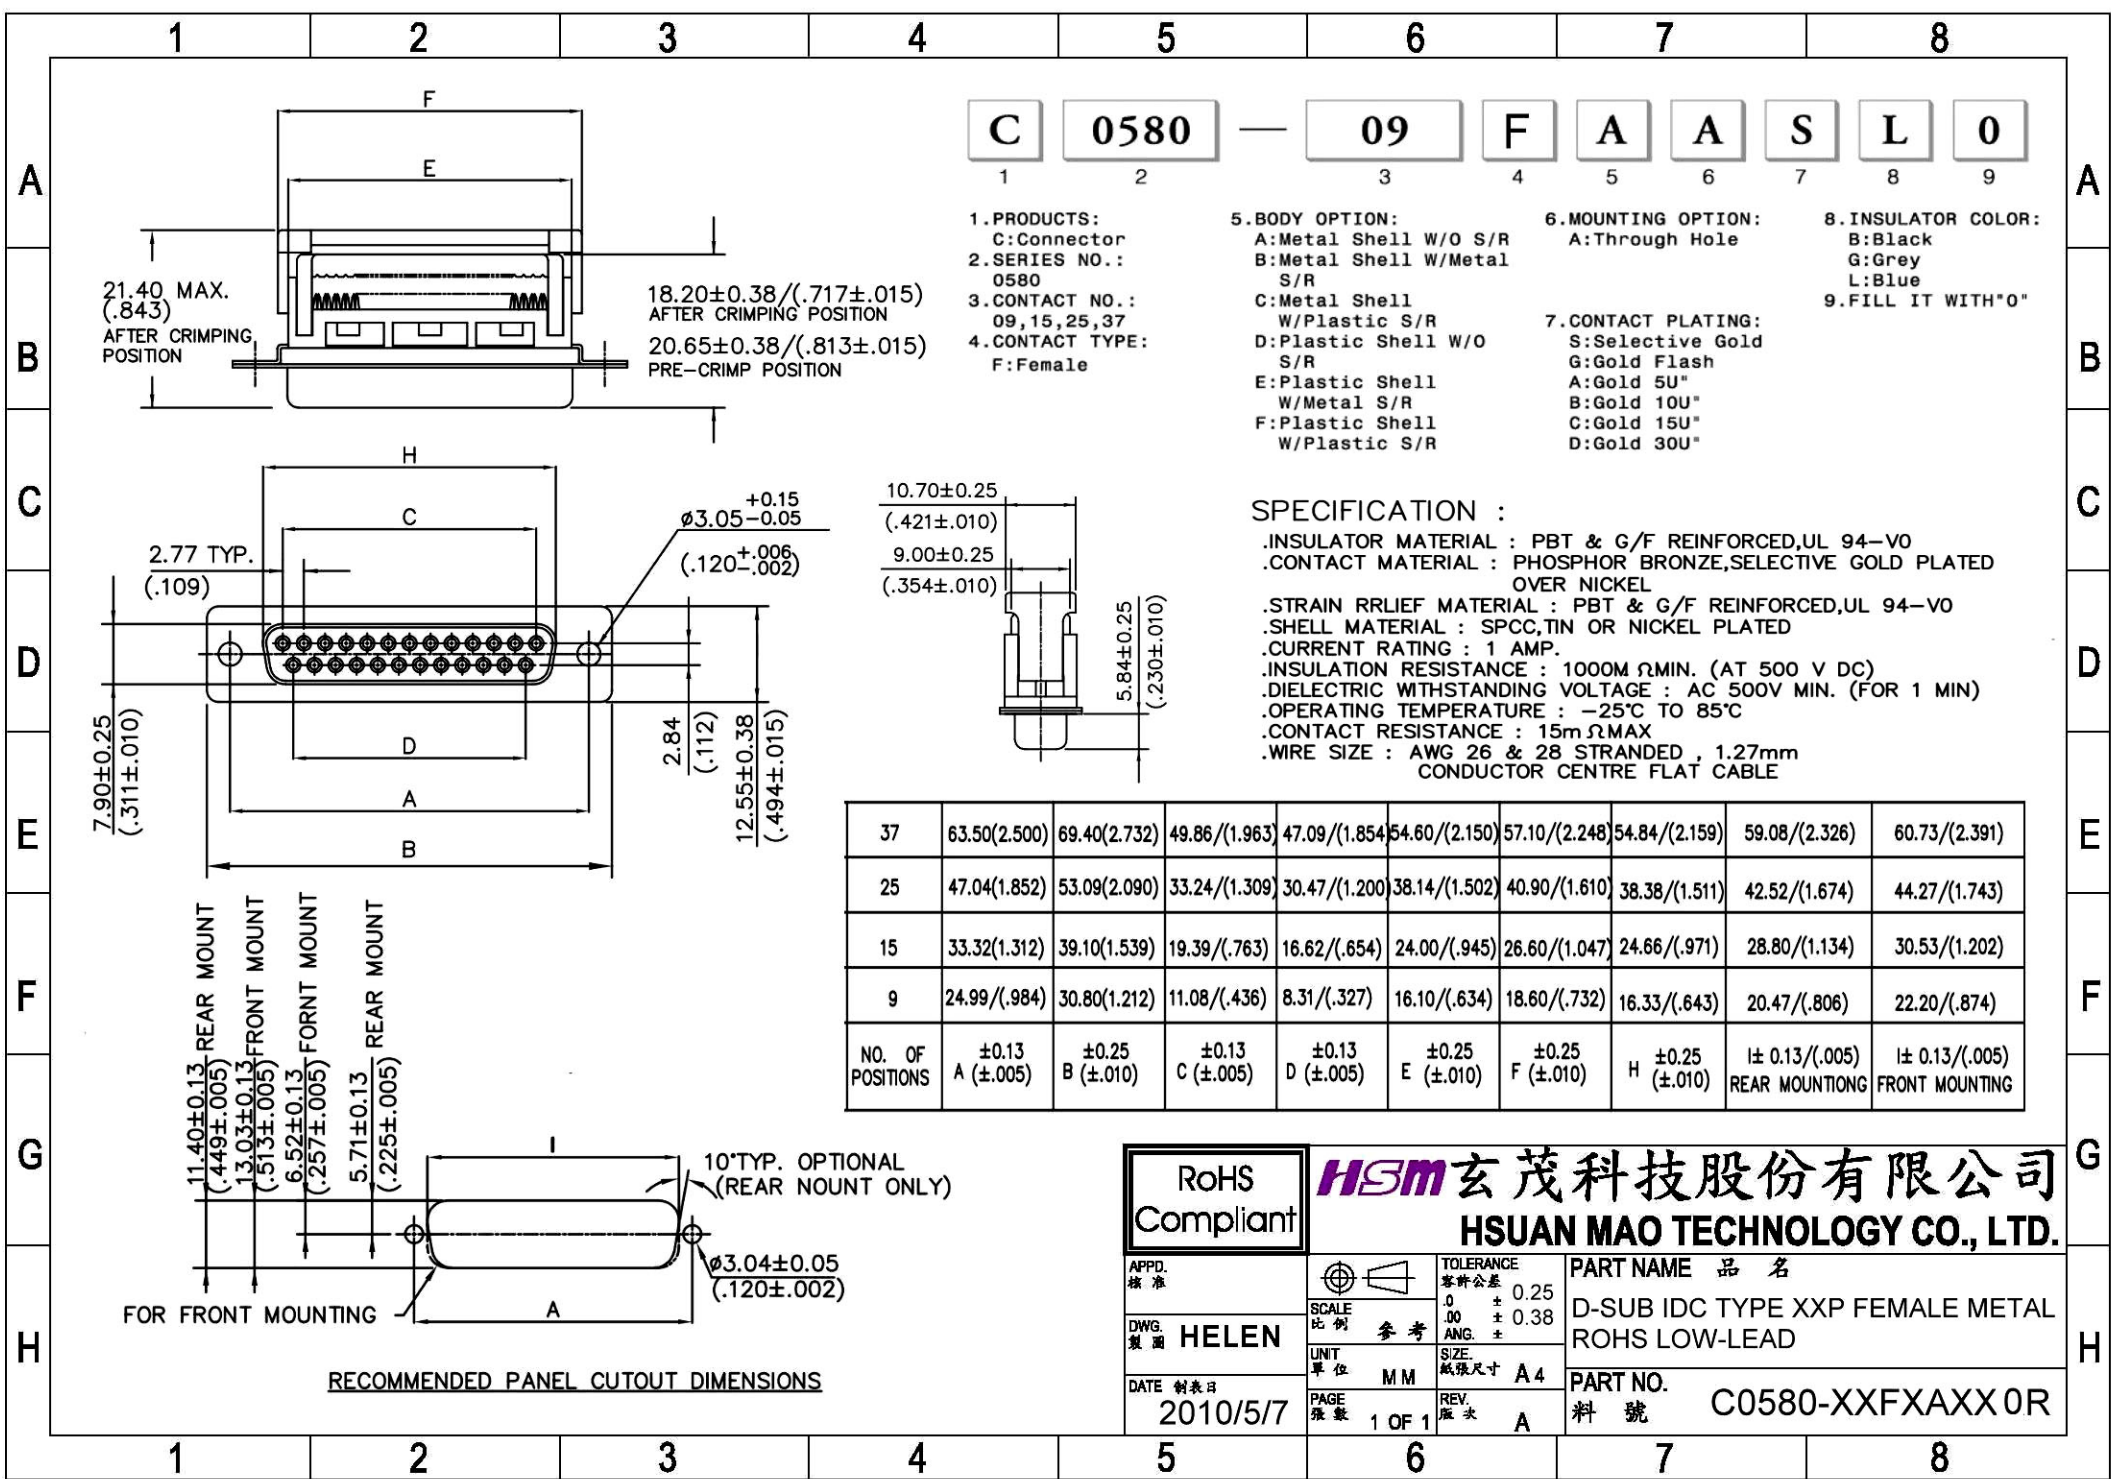 1 2 3 4 5 6 7 8
A
B
C
D
E
F
G
H
F
E
21.40 MAX.
(.843)
AFTER CRIMPING
POSITION
18.20±0.38/(.717±.015)
AFTER CRIMPING POSITION
20.65±0.38/(.813±.015)
PRE-CRIMP POSITION
C 0580 — 09 F A A S L 0
1 2 3 4 5 6 7 8 9
1.PRODUCTS:
C:Connector
2.SERIES NO.:
0580
3.CONTACT NO.:
09,15,25,37
4.CONTACT TYPE:
F:Female
5.BODY OPTION:
A:Metal Shell W/O S/R
B:Metal Shell W/Metal
S/R
C:Metal Shell
W/Plastic S/R
D:Plastic Shell W/O
S/R
E:Plastic Shell
W/Metal S/R
F:Plastic Shell
W/Plastic S/R
6.MOUNTING OPTION:
A:Through Hole
7.CONTACT PLATING:
S:Selective Gold
G:Gold Flash
A:Gold 5U"
B:Gold 10U"
C:Gold 15U"
D:Gold 30U"
8.INSULATOR COLOR:
B:Black
G:Grey
L:Blue
9.FILL IT WITH"0"
H
C
2.77 TYP.
(.109)
+0.15
ø3.05-0.05
+.006
(.120-.002)
7.90±0.25
(.311±.010)
2.84
(.112)
12.55±0.38
(.494±.015)
D
A
B
10.70±0.25
(.421±.010)
9.00±0.25
(.354±.010)
5.84±0.25
(.230±.010)
SPECIFICATION :
.INSULATOR MATERIAL : PBT & G/F REINFORCED,UL 94-V0
.CONTACT MATERIAL : PHOSPHOR BRONZE,SELECTIVE GOLD PLATED
OVER NICKEL
.STRAIN RRLIEF MATERIAL : PBT & G/F REINFORCED,UL 94-V0
.SHELL MATERIAL : SPCC,TIN OR NICKEL PLATED
.CURRENT RATING : 1 AMP.
.INSULATION RESISTANCE : 1000M ΩMIN. (AT 500 V DC)
.DIELECTRIC WITHSTANDING VOLTAGE : AC 500V MIN. (FOR 1 MIN)
.OPERATING TEMPERATURE : -25°C TO 85°C
.CONTACT RESISTANCE : 15m ΩMAX
.WIRE SIZE : AWG 26 & 28 STRANDED , 1.27mm
CONDUCTOR CENTRE FLAT CABLE
37 63.50(2.500) 69.40(2.732) 49.86/(1.963) 47.09/(1.854) 54.60/(2.150) 57.10/(2.248) 54.84/(2.159) 59.08/(2.326) 60.73/(2.391)
25 47.04(1.852) 53.09(2.090) 33.24/(1.309) 30.47/(1.200) 38.14/(1.502) 40.90/(1.610) 38.38/(1.511) 42.52/(1.674) 44.27/(1.743)
15 33.32(1.312) 39.10(1.539) 19.39/(.763) 16.62/(.654) 24.00/(.945) 26.60/(1.047) 24.66/(.971) 28.80/(1.134) 30.53/(1.202)
9 24.99/(.984) 30.80(1.212) 11.08/(.436) 8.31/(.327) 16.10/(.634) 18.60/(.732) 16.33/(.643) 20.47/(.806) 22.20/(.874)
NO. OF ±0.13 ±0.25 ±0.13 ±0.13 ±0.25 ±0.25 ±0.25 I± 0.13/(.005) I± 0.13/(.005)
POSITIONS A (±.005) B (±.010) C (±.005) D (±.005) E (±.010) F (±.010) H (±.010) REAR MOUNTIONG FRONT MOUNTING
11.40±0.13 REAR MOUNT
(.449±.005)
13.03±0.13 FRONT MOUNT
(.513±.005)
6.52±0.13 FORNT MOUNT
(.257±.005)
5.71±0.13 REAR MOUNT
(.225±.005)
I
10°TYP. OPTIONAL
(REAR NOUNT ONLY)
ø3.04±0.05
(.120±.002)
FOR FRONT MOUNTING
A
RECOMMENDED PANEL CUTOUT DIMENSIONS
RoHS
Compliant
HSm 玄茂科技股份有限公司
HSUAN MAO TECHNOLOGY CO., LTD.
APPD.
核 准
DWG.
製 圖 HELEN
DATE 制表日
2010/5/7
SCALE
比 例 參 考
UNIT
單 位 MM
PAGE
張 數 1 OF 1
TOLERANCE
容許公差
.0 ± 0.25
.00 ± 0.38
ANG. ±
SIZE.
紙張尺寸 A4
REV.
版 次 A
PART NAME 品 名
D-SUB IDC TYPE XXP FEMALE METAL
ROHS LOW-LEAD
PART NO.
料 號 C0580-XXFXAXX0R
A
B
C
D
E
F
G
H
1 2 3 4 5 6 7 8